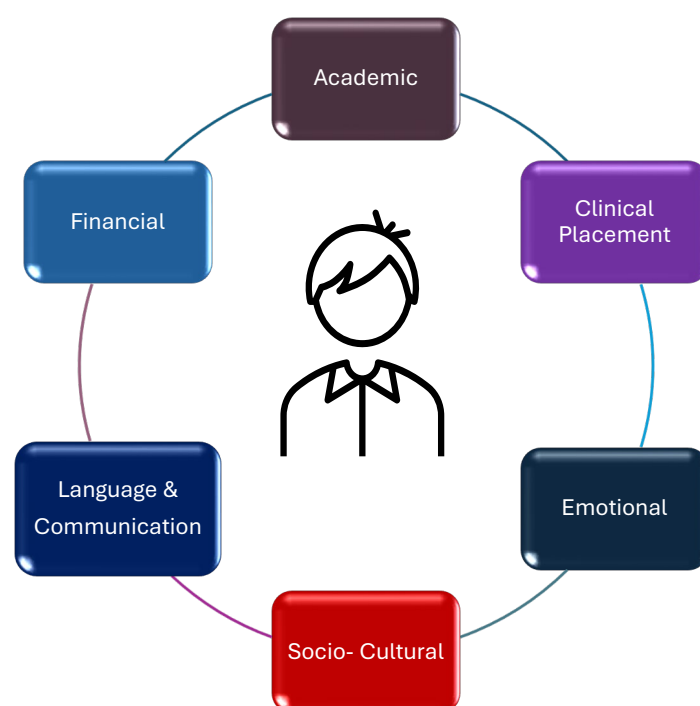 Academic
Clinical
Placement
Emotional
Socio- Cultural
Language &
Communication
Financial